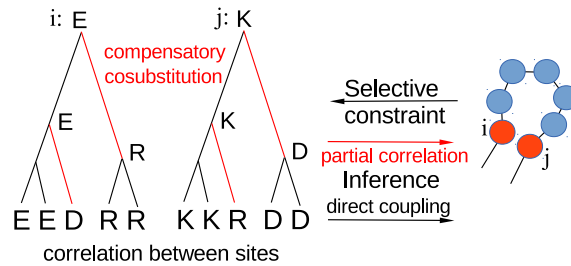 i: E
j: K
compensatory
cosubstitution
E
K
R
D
E E D R R
K K R D D
correlation between sites
Selective
constraint
partial correlation
Inference
direct coupling
i
j